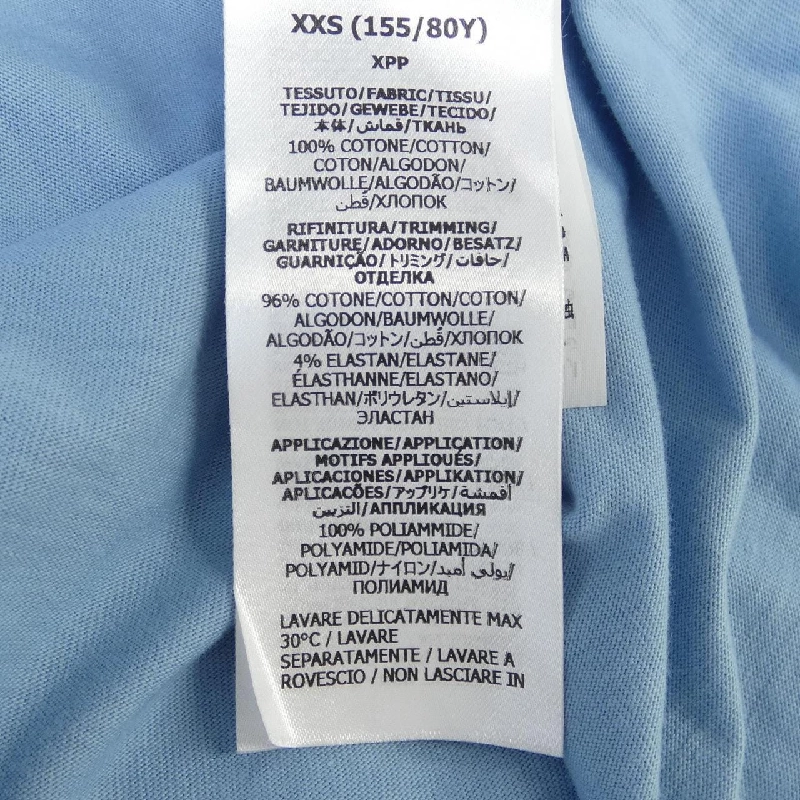 XXS (155/80Y)
XPP
TESSUTO/FABRIC/TISSU/
TEJIDO/GEWEBE/TECIDO/
本体/قماش/ТКАНЬ
100% COTONE/COTTON/
COTON/ALGODON/
BAUMWOLLE/ALGODÃO/コットン/
قُطن/ХЛОПОК
RIFINITURA/TRIMMING/
GARNITURE/ADORNO/BESATZ/
GUARNIÇÃO/トリミング/حافات/
ОТДЕЛКА
96% COTONE/COTTON/COTON/
ALGODON/BAUMWOLLE/
ALGODÃO/コットン/قُطن/ХЛОПОК
4% ELASTAN/ELASTANE/
ÉLASTHANNE/ELASTANO/
ELASTHAN/ポリウレタン/إيلاستين/
ЭЛАСТАН
APPLICAZIONE/APPLICATION/
MOTIFS APPLIQUÉS/
APLICACIONES/APPLIKATION/
APLICACÕES/アップリケ/أقمشة
التزيين/АППЛИКАЦИЯ
100% POLIAMMIDE/
POLYAMIDE/POLIAMIDA/
POLYAMID/ナイロン/بولي أميد/
ПОЛИАМИД
LAVARE DELICATAMENTE MAX
30°C / LAVARE
SEPARATAMENTE / LAVARE A
ROVESCIO / NON LASCIARE IN